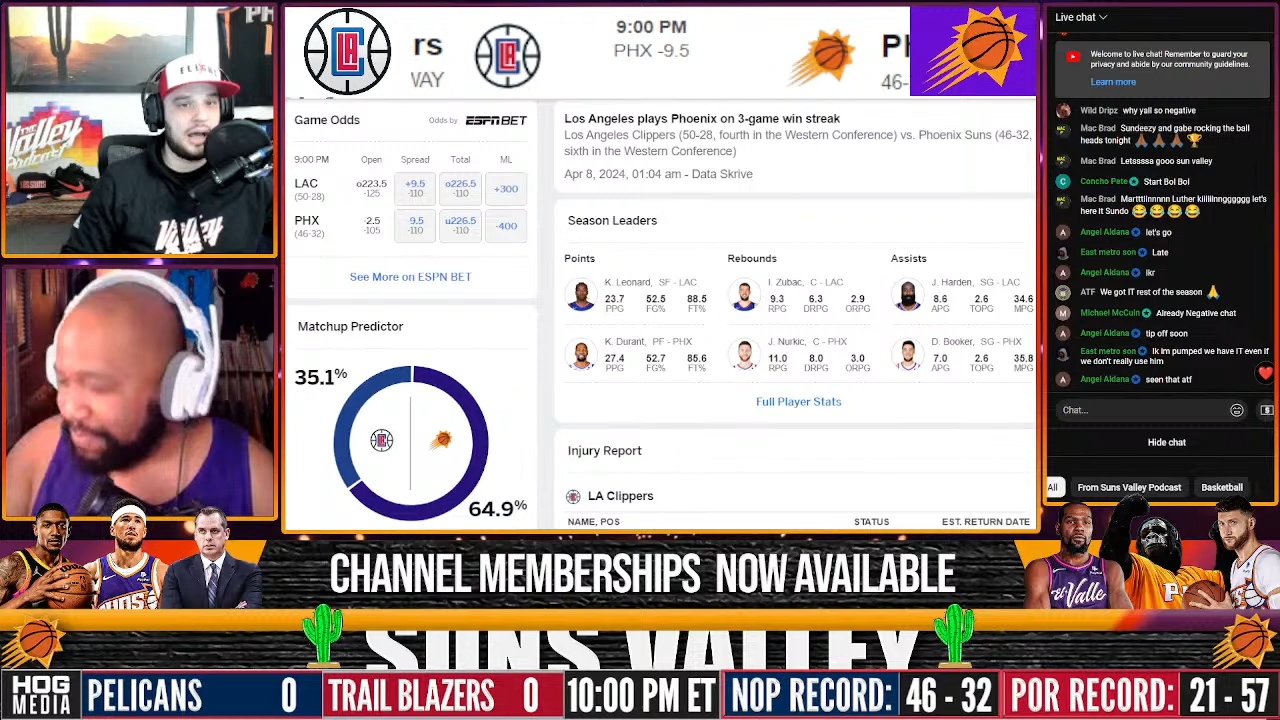 rs
WAY
9:00 PM
PHX -9.5
46-
Game Odds
Odds by ESPN BET
9:00 PM Open Spread Total ML
LAC o223.5 +9.5 o226.5 +300
(50-28) -125 -110 -110
PHX -2.5 -9.5 u226.5 -400
(46-32) -105 -110 -110
See More on ESPN BET
Matchup Predictor
35.1%
64.9%
Los Angeles plays Phoenix on 3-game win streak
Los Angeles Clippers (50-28, fourth in the Western Conference) vs. Phoenix Suns (46-32,
sixth in the Western Conference)
Apr 8, 2024, 01:04 am - Data Skrive
Season Leaders
Points Rebounds Assists
K. Leonard, SF - LAC
23.7 52.5 88.5
PPG FG% FT%
I. Zubac, C - LAC
9.3 6.3 2.9
RPG DRPG ORPG
J. Harden, SG - LAC
8.6 2.6 34.6
APG TOPG MPG
K. Durant, PF - PHX
27.4 52.7 85.6
PPG FG% FT%
J. Nurkic, C - PHX
11.0 8.0 3.0
RPG DRPG ORPG
D. Booker, SG - PHX
7.0 2.6 35.8
APG TOPG MPG
Full Player Stats
Injury Report
LA Clippers
NAME, POS STATUS EST. RETURN DATE
Live chat
Welcome to live chat! Remember to guard your
privacy and abide by our community guidelines.
Learn more
Wild Dripz why yall so negative
Mac Brad Sundeezy and gabe rocking the ball
heads tonight 🙏🏾🙏🏾🙏🏾🏆
Mac Brad Letssssa gooo sun valley
Concho Pete Start Bol Bol
Mac Brad Marttttiinnnn Luther kiiilliinngggggg let's
here it Sundo 😂😂😂😂
Angel Aldana let's go
East metro son Late
Angel Aldana Ikr
ATF We got IT rest of the season 🙏
Michael McCuin Already Negative chat
Angel Aldana tip off soon
East metro son Ik Im pumped we have IT even if
we don't really use him
Angel Aldana seen that atf
Chat...
Hide chat
All From Suns Valley Podcast Basketball
The
Valley
Podcast
Valley
CHANNEL MEMBERSHIPS NOW AVAILABLE
SUNS VALLEY
HOG
MEDIA
PELICANS 0 TRAIL BLAZERS 0 10:00 PM ET NOP RECORD: 46 - 32 POR RECORD: 21 - 57